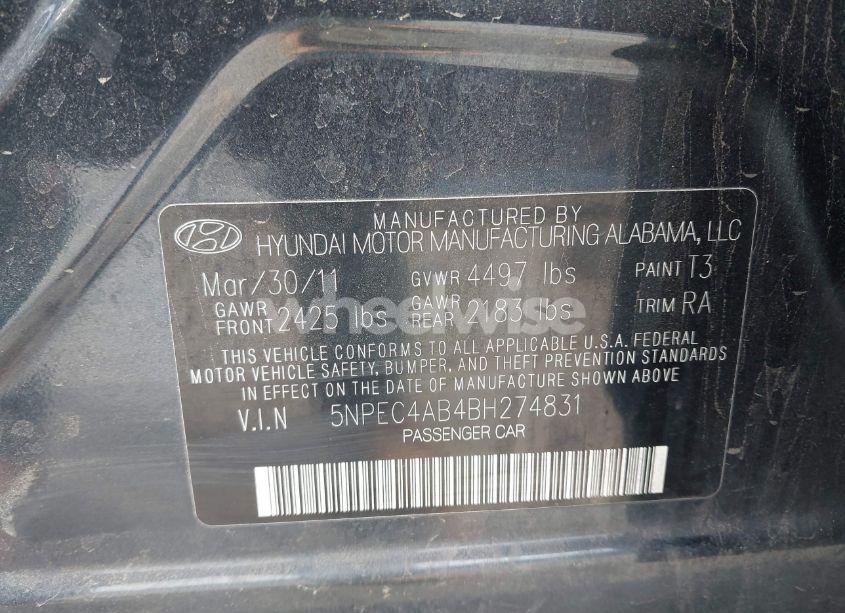 MANUFACTURED BY
HYUNDAI MOTOR MANUFACTURING ALABAMA, LLC
Mar/30/11 GVWR 4497 lbs PAINT T3
GAWR FRONT 2425 lbs GAWR REAR lbs TRIM RA
wheelwise
THIS VEHICLE CONFORMS TO ALL APPLICABLE U.S.A. FEDERAL
MOTOR VEHICLE SAFETY, BUMPER, AND THEFT PREVENTION STANDARDS
IN EFFECT ON THE DATE OF MANUFACTURE SHOWN ABOVE
V.I.N 5NPEC4AB4BH274831
PASSENGER CAR